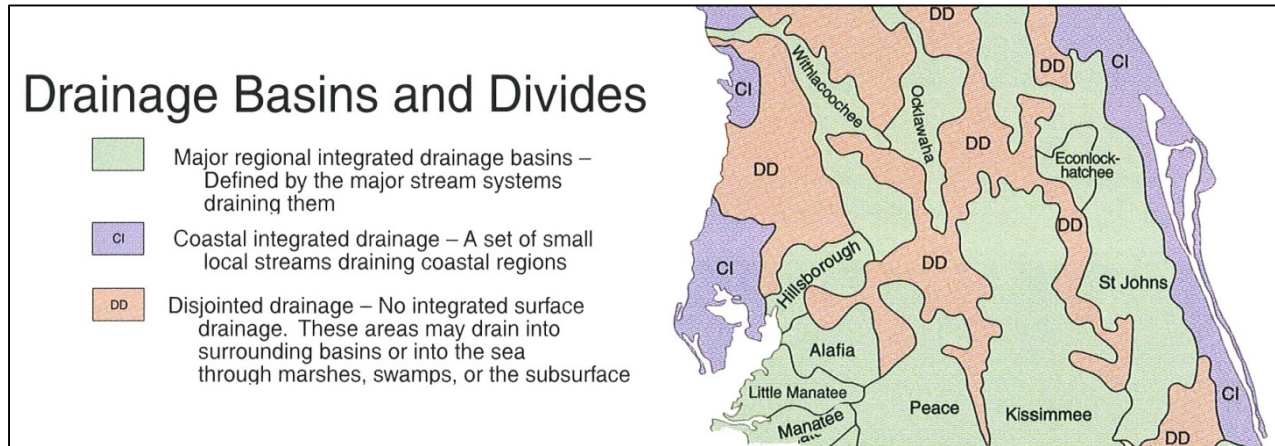 Drainage Basins and Divides
Major regional integrated drainage basins –
Defined by the major stream systems
draining them
CI
Coastal integrated drainage – A set of small
local streams draining coastal regions
DD
Disjointed drainage – No integrated surface
drainage. These areas may drain into
surrounding basins or into the sea
through marshes, swamps, or the subsurface
DD
CI
DD
CI
Withlacoochee
Ocklawaha
DD
DD
Econlock-
hatchee
DD
CI
Hillsborough
DD
St Johns
Alafia
Little Manatee
Peace
Kissimmee
CI
Manatee
DD